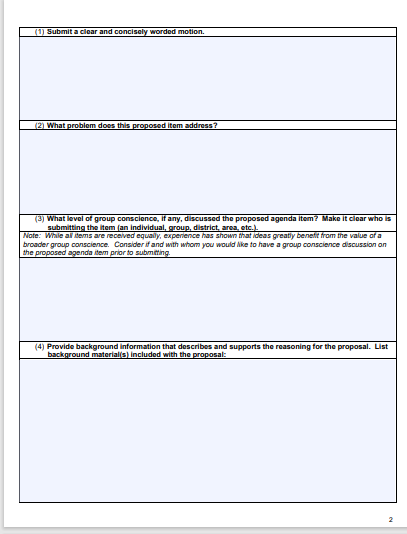 (1) Submit a clear and concisely worded motion.
(2) What problem does this proposed item address?
(3) What level of group conscience, if any, discussed the proposed agenda item? Make it clear who is
submitting the item (an individual, group, district, area, etc.).
Note: While all items are received equally, experience has shown that ideas greatly benefit from the value of a
broader group conscience. Consider if and with whom you would like to have a group conscience discussion on
the proposed agenda item prior to submitting.
(4) Provide background information that describes and supports the reasoning for the proposal. List
background material(s) included with the proposal:
2